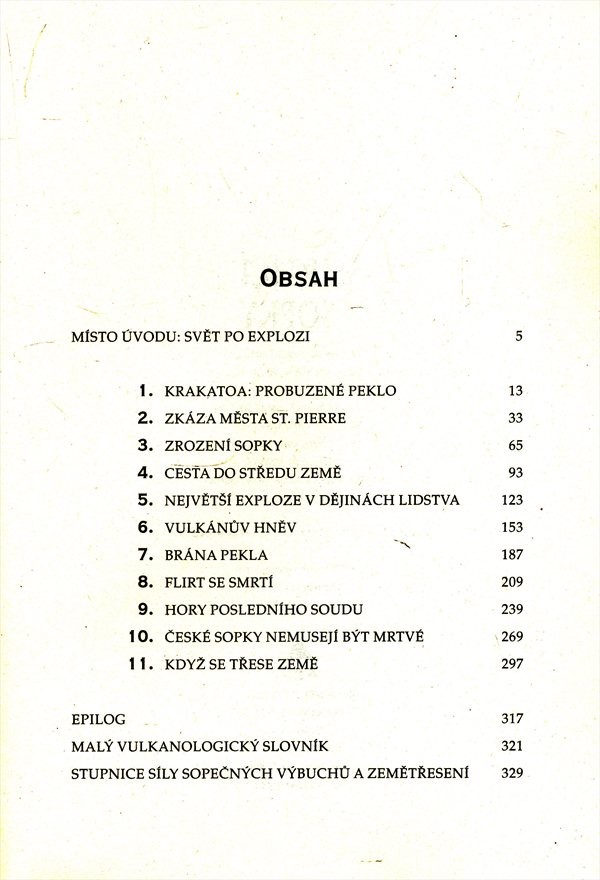 OBSAH
MÍSTO ÚVODU: SVĚT PO EXPLOZI 5
1. KRAKATOA: PROBUZENÉ PEKLO 13
2. ZKÁZA MĚSTA ST. PIERRE 33
3. ZROZENÍ SOPKY 65
4. CESTA DO STŘEDU ZEMĚ 93
5. NEJVĚTŠÍ EXPLOZE V DĚJINÁCH LIDSTVA 123
6. VULKÁNŮV HNĚV 153
7. BRÁNA PEKLA 187
8. FLIRT SE SMRTÍ 209
9. HORY POSLEDNÍHO SOUDU 239
10. ČESKÉ SOPKY NEMUSEJÍ BÝT MRTVÉ 269
11. KDYŽ SE TŘESE ZEMĚ 297
EPILOG 317
MALÝ VULKANOLOGICKÝ SLOVNÍK 321
STUPNICE SÍLY SOPEČNÝCH VÝBUCHŮ A ZEMĚTŘESENÍ 329